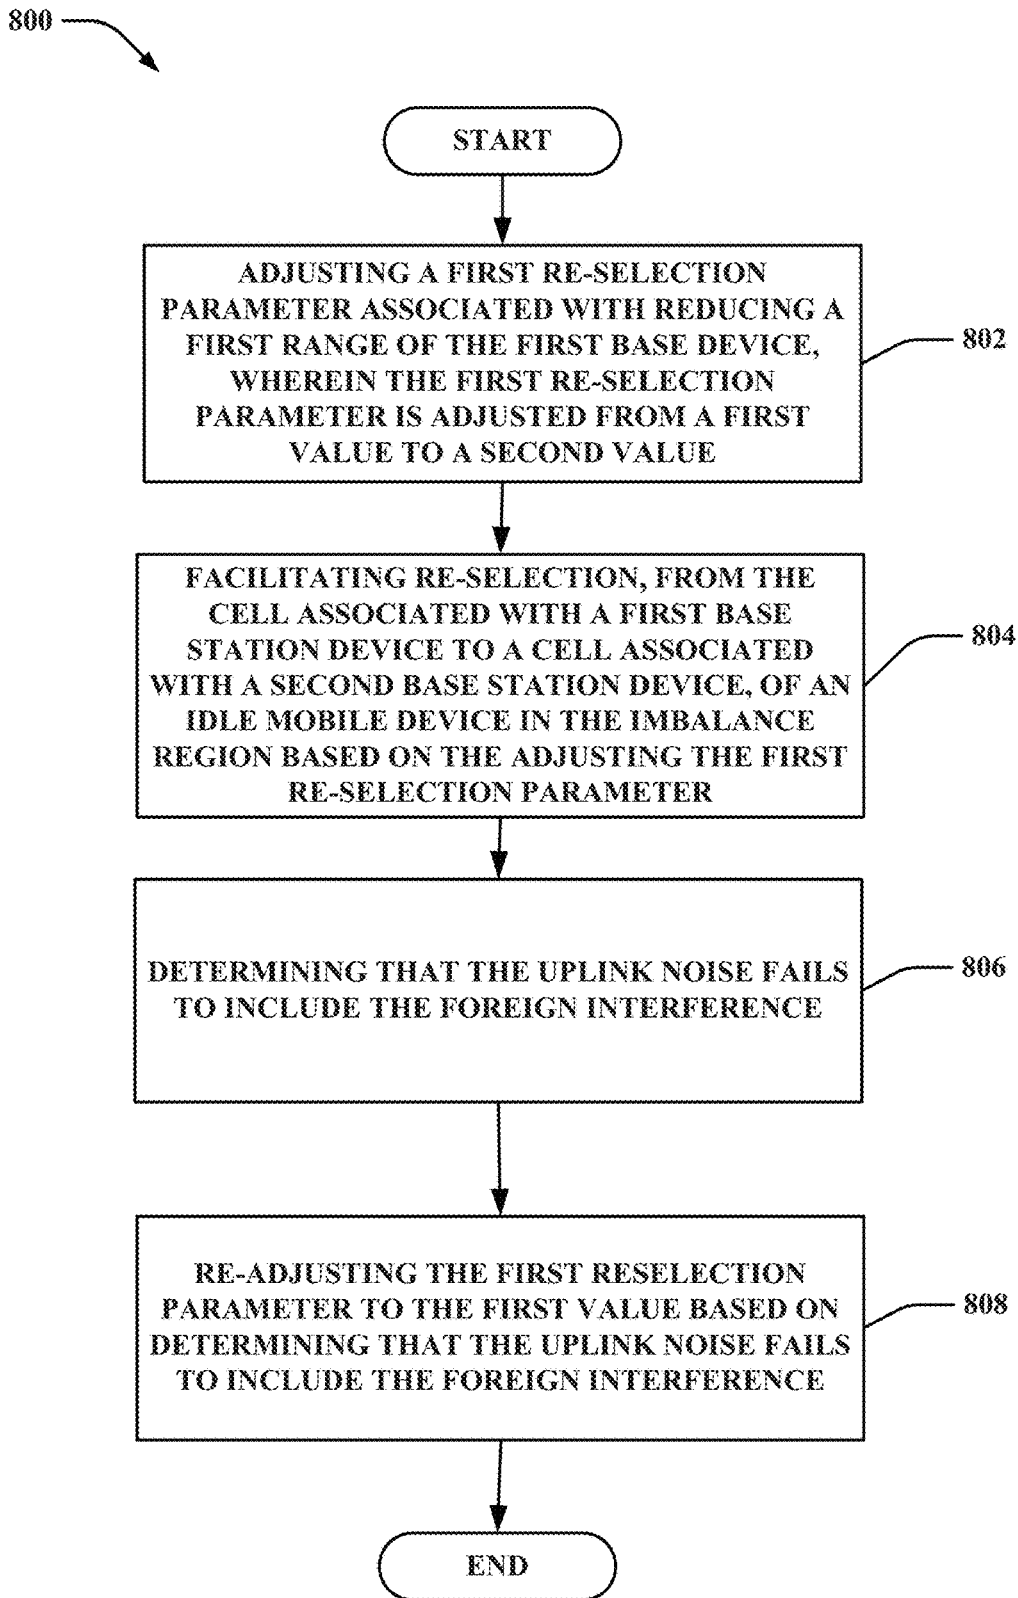 800
START
ADJUSTING A FIRST RE-SELECTION
PARAMETER ASSOCIATED WITH REDUCING A
FIRST RANGE OF THE FIRST BASE DEVICE,
WHEREIN THE FIRST RE-SELECTION
PARAMETER IS ADJUSTED FROM A FIRST
VALUE TO A SECOND VALUE
802
FACILITATING RE-SELECTION, FROM THE
CELL ASSOCIATED WITH A FIRST BASE
STATION DEVICE TO A CELL ASSOCIATED
WITH A SECOND BASE STATION DEVICE, OF AN
IDLE MOBILE DEVICE IN THE IMBALANCE
REGION BASED ON THE ADJUSTING THE FIRST
RE-SELECTION PARAMETER
804
DETERMINING THAT THE UPLINK NOISE FAILS
TO INCLUDE THE FOREIGN INTERFERENCE
806
RE-ADJUSTING THE FIRST RESELECTION
PARAMETER TO THE FIRST VALUE BASED ON
DETERMINING THAT THE UPLINK NOISE FAILS
TO INCLUDE THE FOREIGN INTERFERENCE
808
END